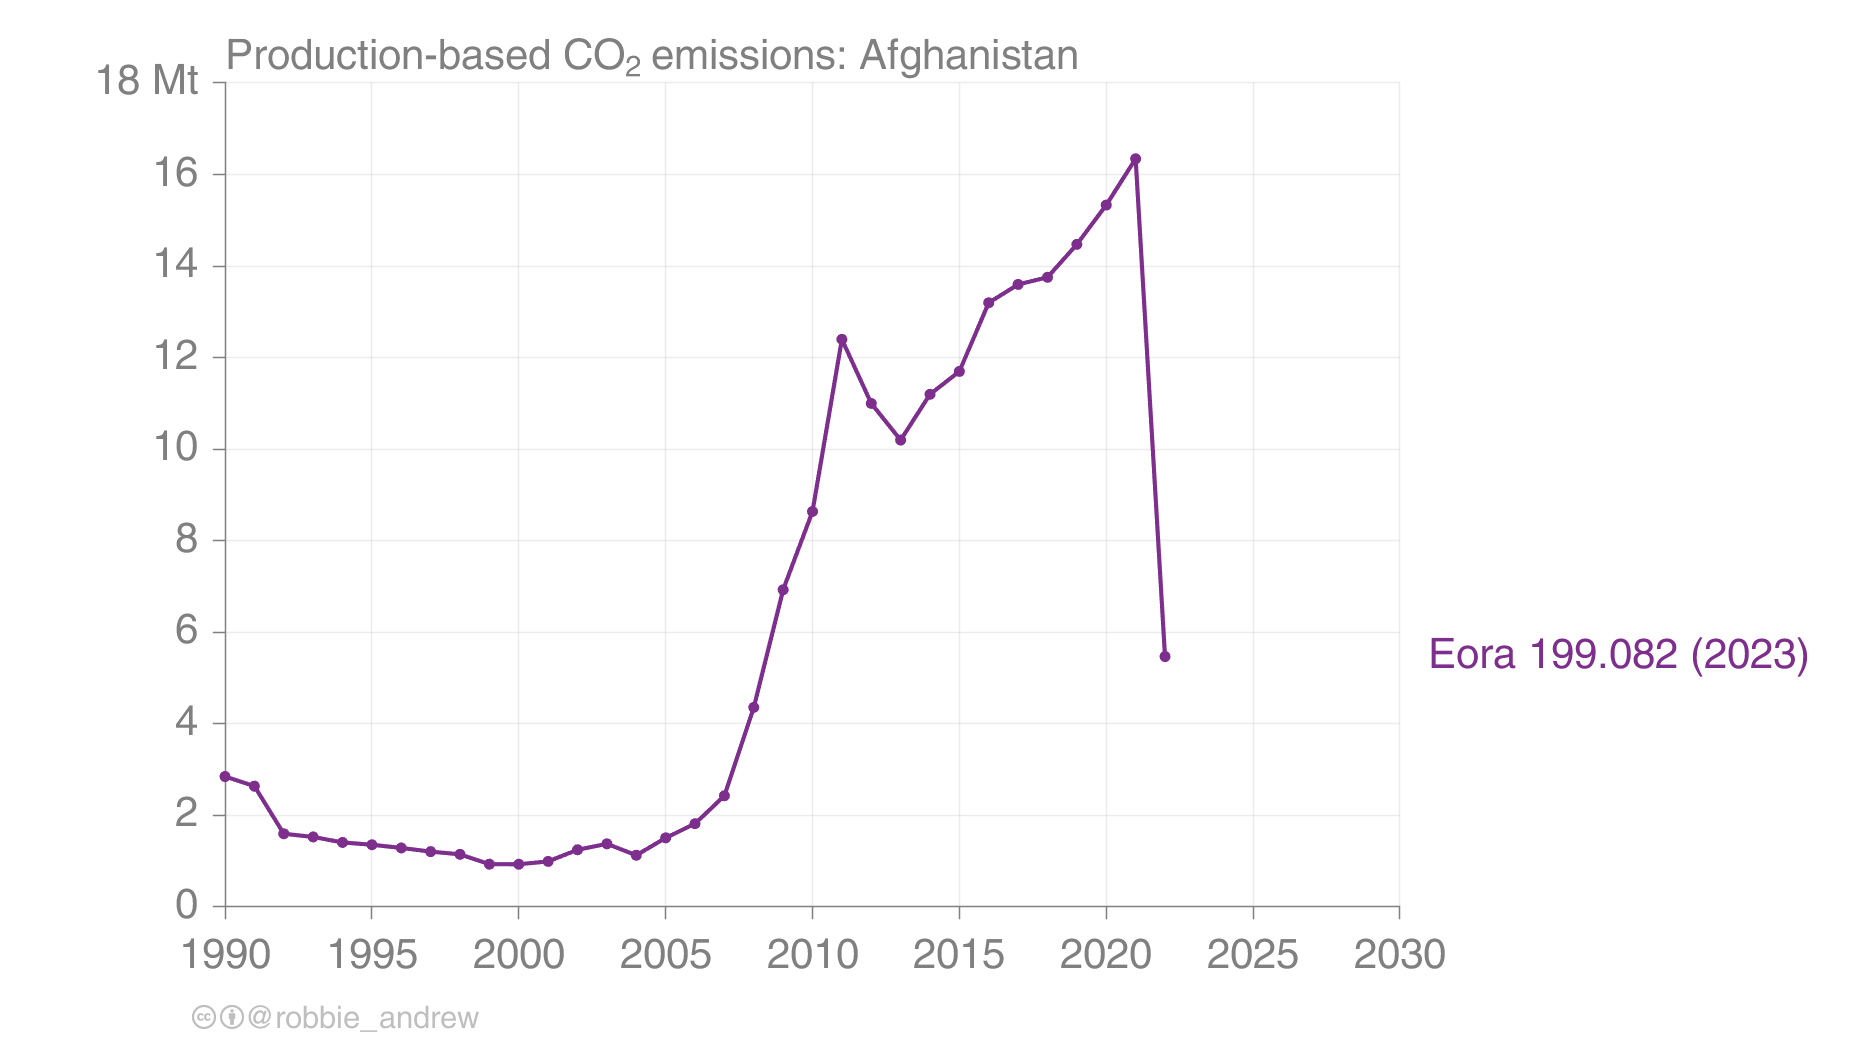 Production-based CO₂ emissions: Afghanistan
18 Mt
16
14
12
10
8
6
4
2
0
Eora 199.082 (2023)
1990 1995 2000 2005 2010 2015 2020 2025 2030
cc @robbie_andrew